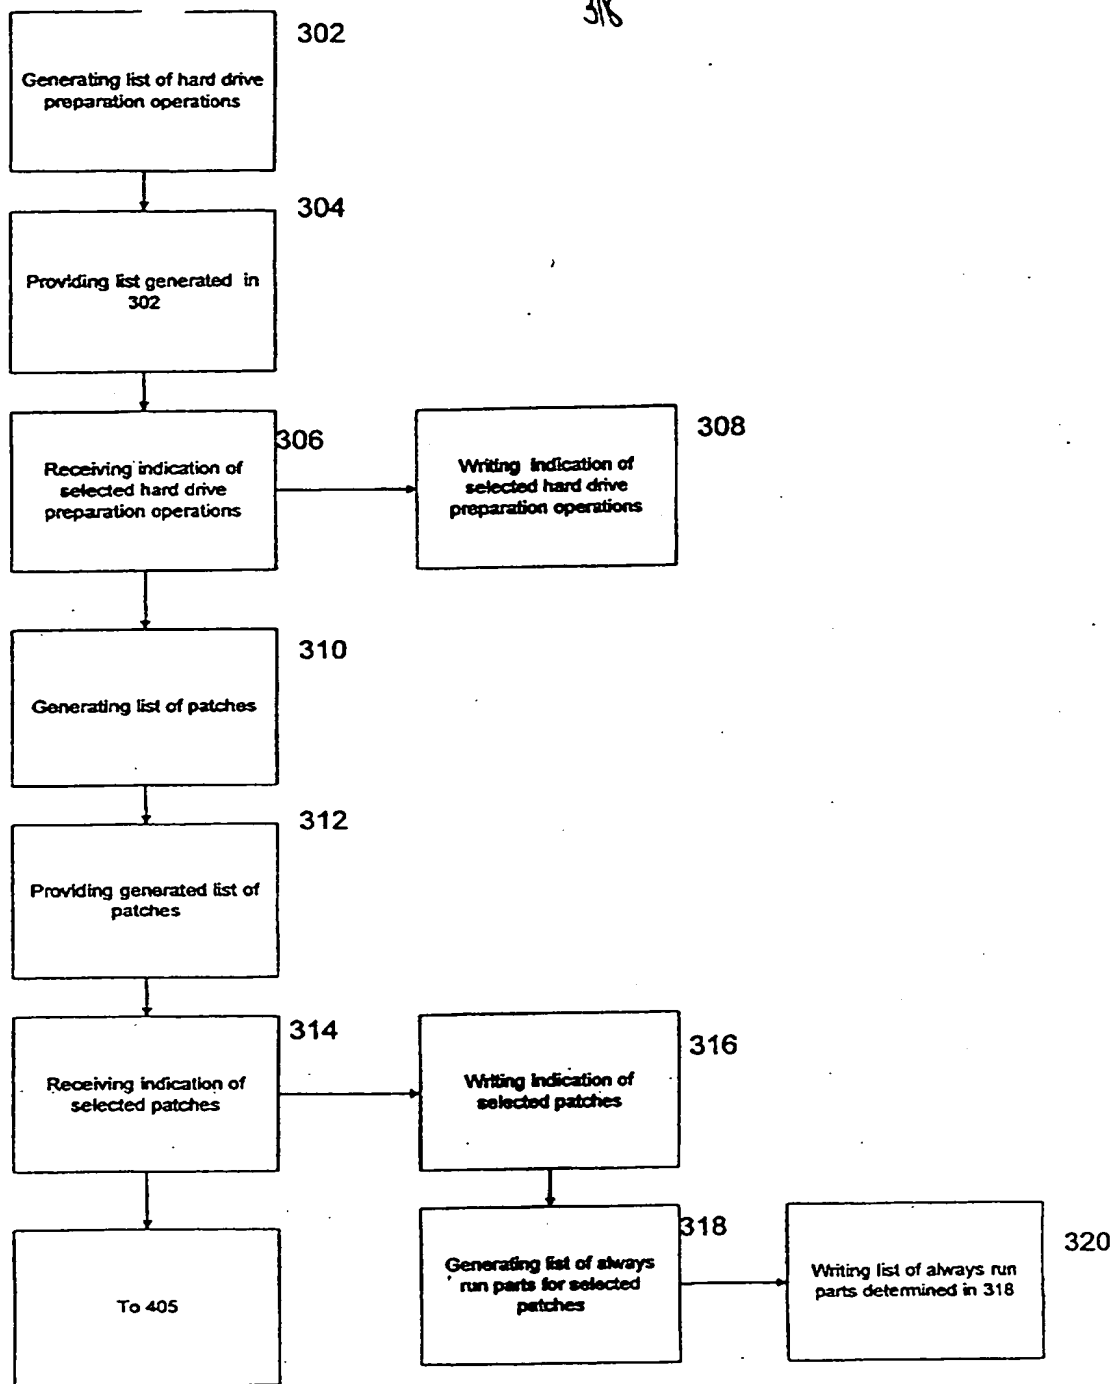 3/8
302
Generating list of hard drive
preparation operations
304
Providing list generated in
302
306
Receiving indication of
selected hard drive
preparation operations
308
Writing indication of
selected hard drive
preparation operations
310
Generating list of patches
312
Providing generated list of
patches
314
Receiving indication of
selected patches
316
Writing indication of
selected patches
To 405
318
Generating list of always
run parts for selected
patches
320
Writing list of always run
parts determined in 318